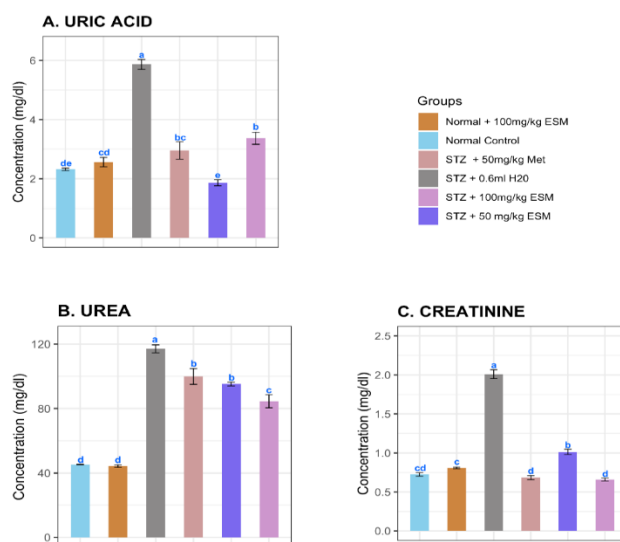 A. URIC ACID
Concentration (mg/dl)
6
4
2
0
de
cd
a
bc
e
b
Groups
Normal + 100mg/kg ESM
Normal Control
STZ + 50mg/kg Met
STZ + 0.6ml H20
STZ + 100mg/kg ESM
STZ + 50 mg/kg ESM
B. UREA
Concentration (mg/dl)
120
80
40
0
d
d
a
b
b
c
C. CREATININE
Concentration (mg/dl)
2.5
2.0
1.5
1.0
0.5
0.0
cd
c
a
d
b
d